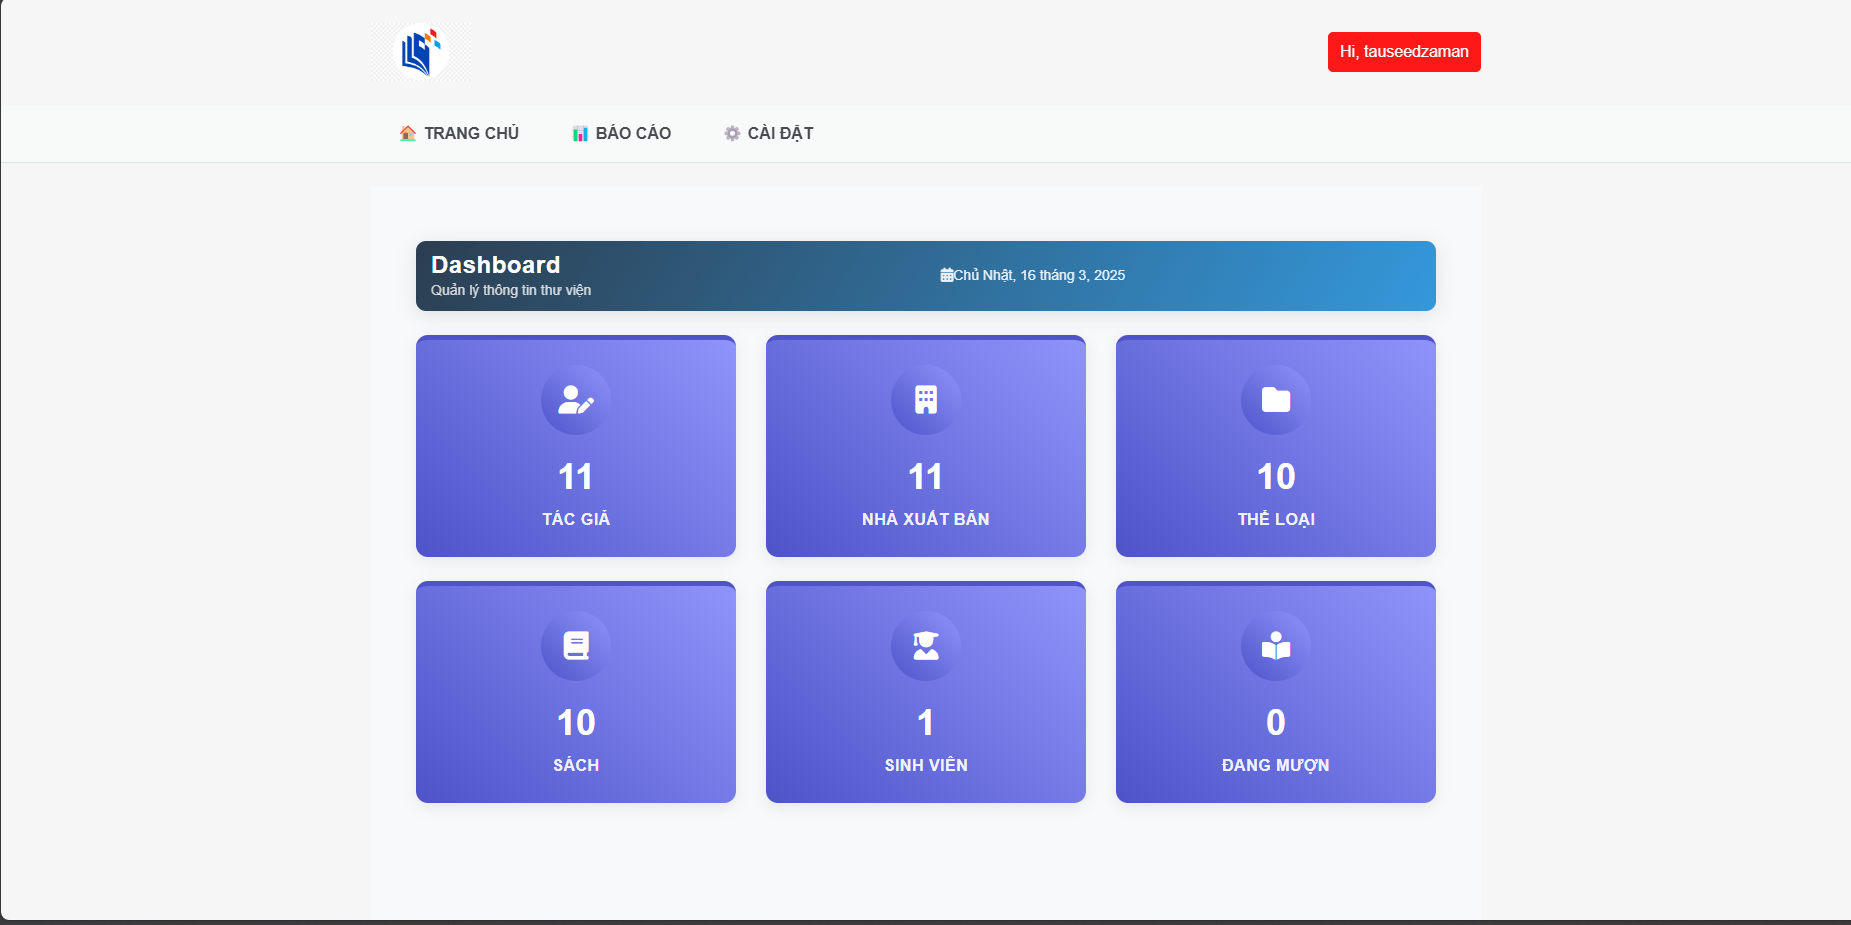 Hi, tauseedzaman
TRANG CHỦ
BÁO CÁO
CÀI ĐẶT
Dashboard
Quản lý thông tin thư viện
Chủ Nhật, 16 tháng 3, 2025
11
TÁC GIẢ
11
NHÀ XUẤT BẢN
10
THỂ LOẠI
10
SÁCH
1
SINH VIÊN
0
ĐANG MƯỢN